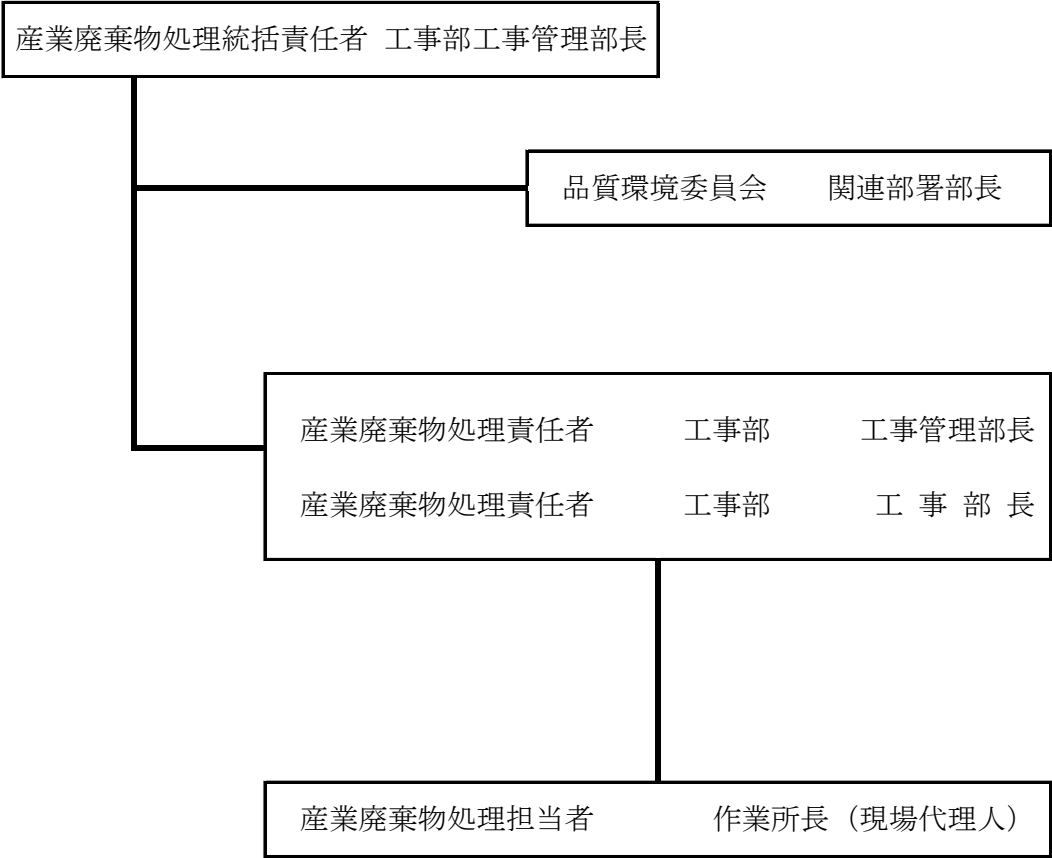 産業廃棄物処理統括責任者 工事部工事管理部長
品質環境委員会 関連部署部長
産業廃棄物処理責任者 工事部 工事管理部長
産業廃棄物処理責任者 工事部 工 事 部 長
産業廃棄物処理担当者 作業所長（現場代理人）